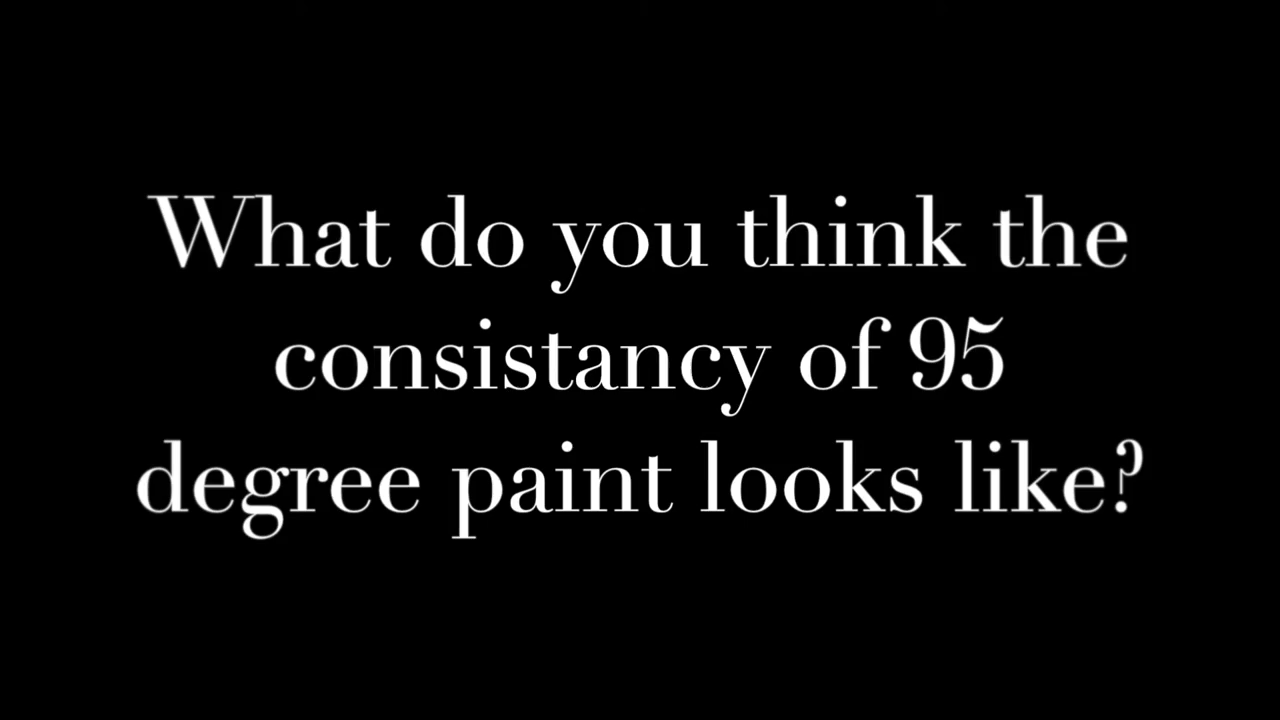 What do you think the
consistancy of 95
degree paint looks like?